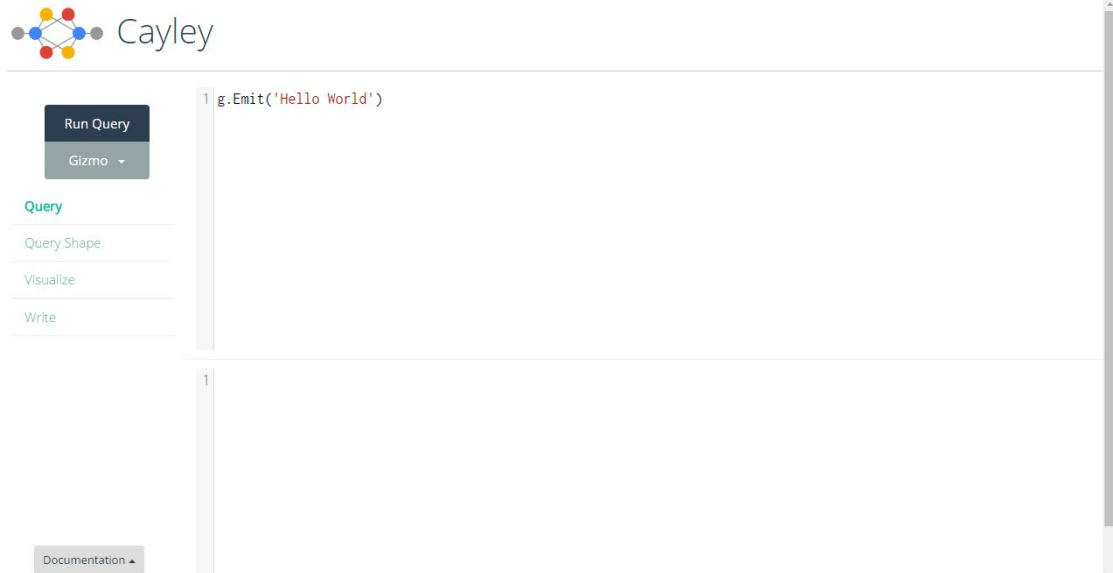 Cayley
Run Query
Gizmo
Query
Query Shape
Visualize
Write
Documentation
1 g.Emit('Hello World')
1